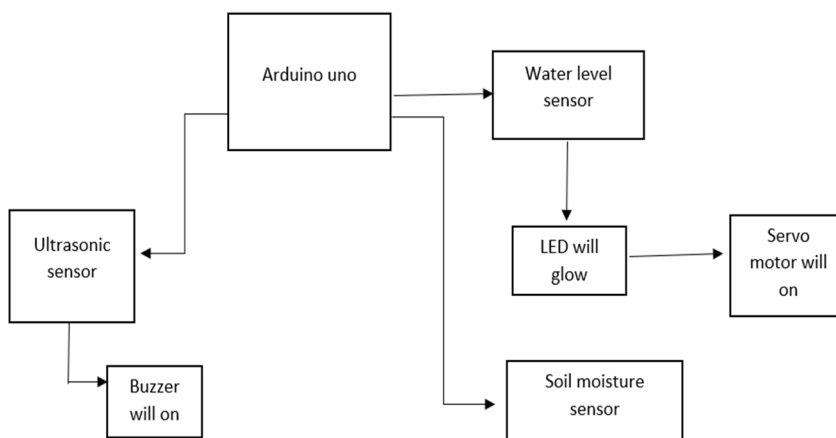 Arduino uno
Water level
sensor
Ultrasonic
sensor
LED will
glow
Servo
motor will
on
Buzzer
will on
Soil moisture
sensor